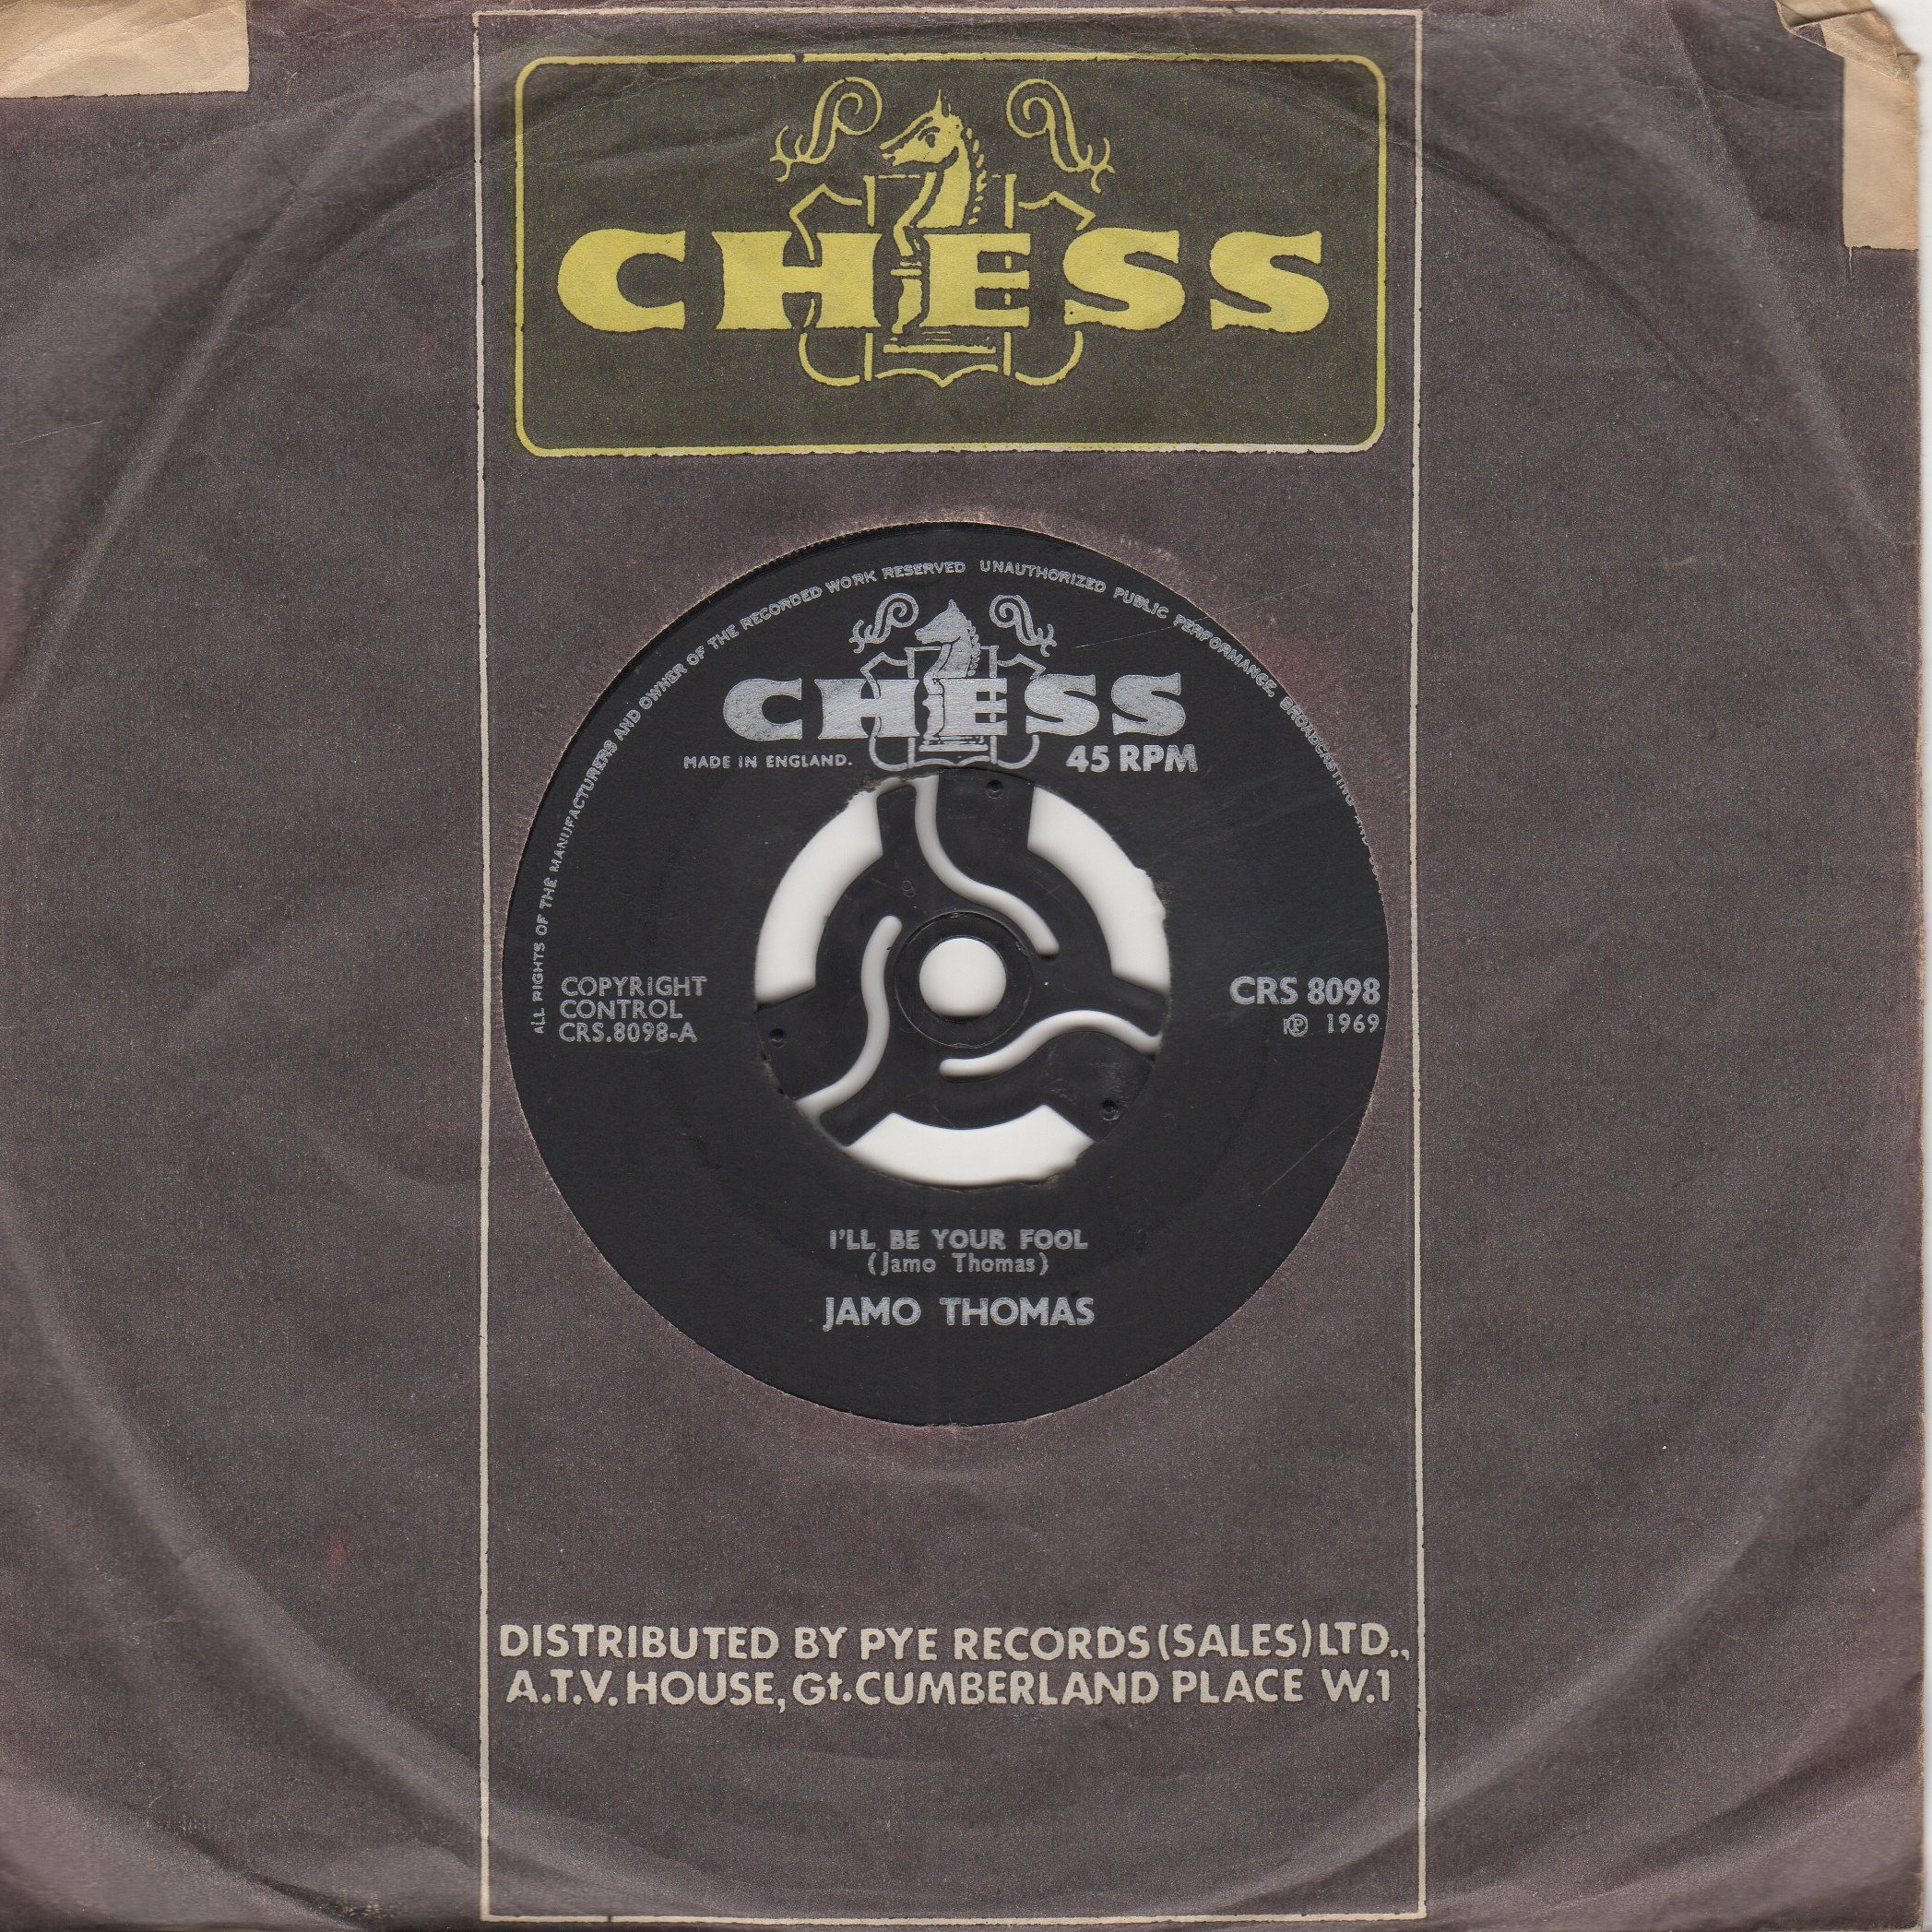 CHESS
ALL RIGHTS OF THE MANUFACTURERS AND OWNER OF THE RECORDED WORK RESERVED UNAUTHORIZED PUBLIC PERFORMANCE, BROADCASTING AND
CHESS
MADE IN ENGLAND.
45 RPM
COPYRIGHT
CONTROL
CRS.8098-A
CRS 8098
℗ 1969
I'LL BE YOUR FOOL
(Jamo Thomas)
JAMO THOMAS
DISTRIBUTED BY PYE RECORDS (SALES) LTD.,
A.T.V. HOUSE, Gt. CUMBERLAND PLACE W.1